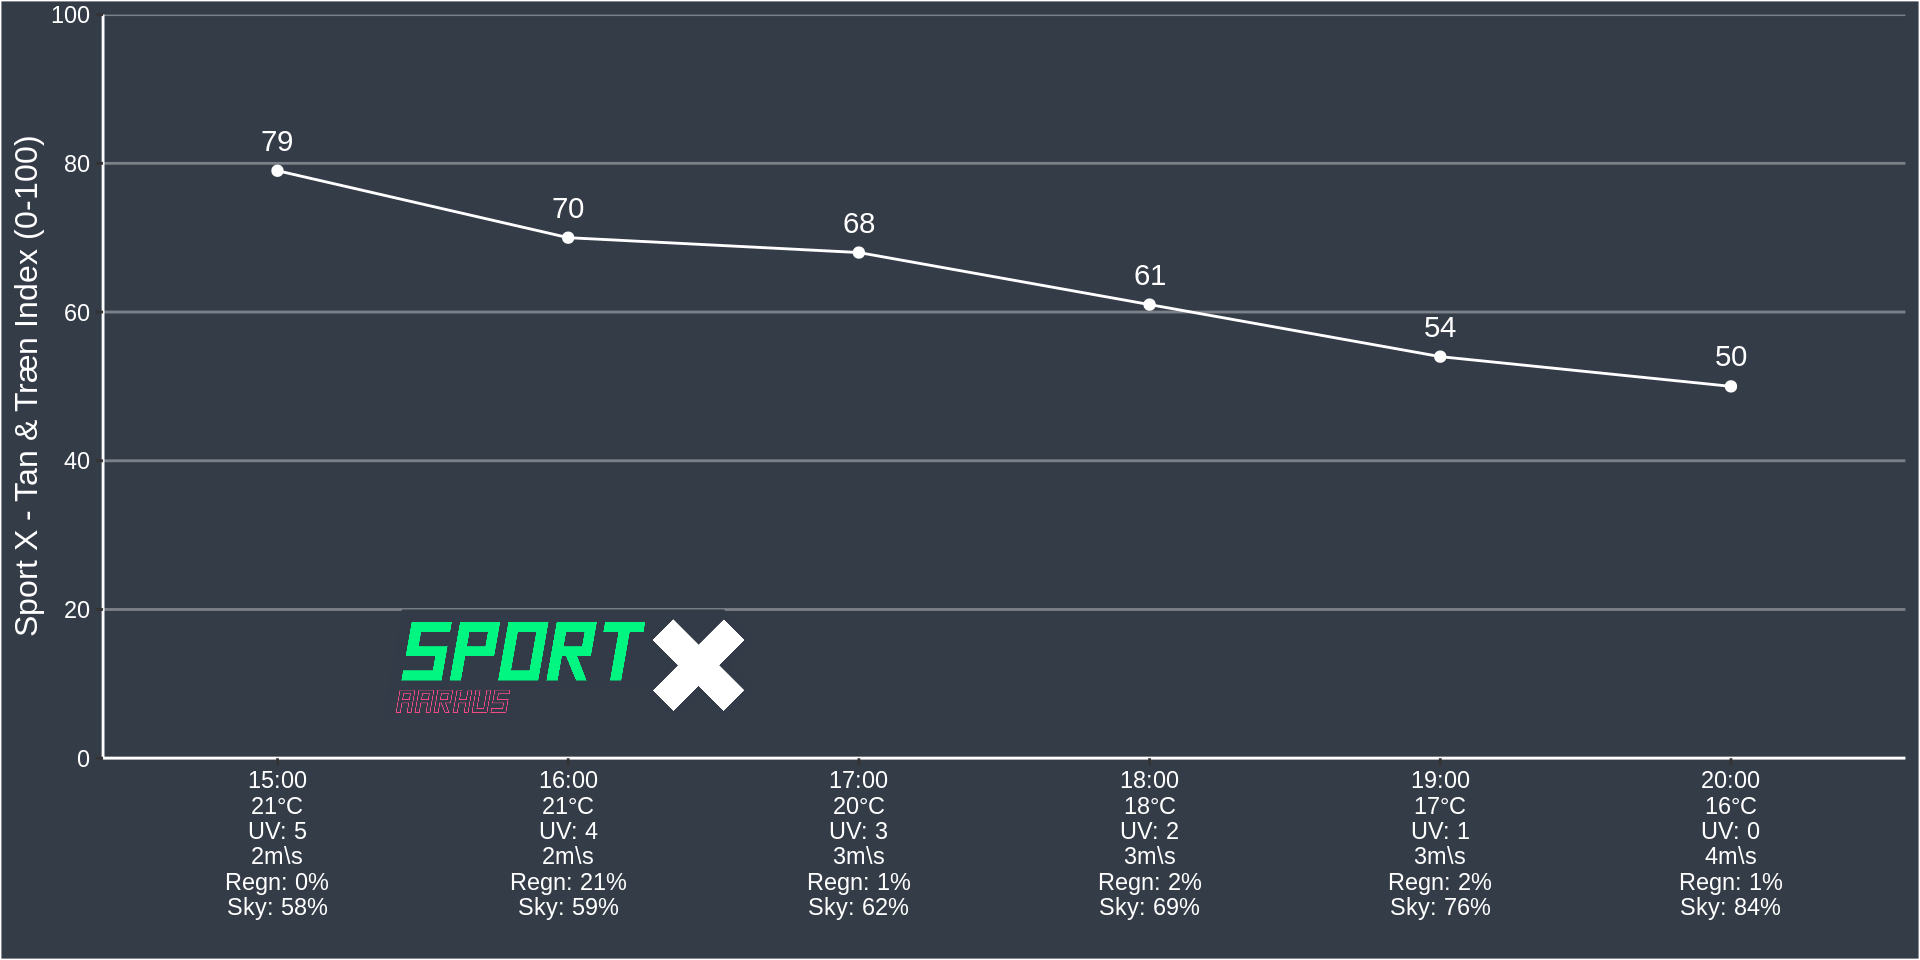 Sport X - Tan & Træn Index (0-100)
100
80
60
40
20
0
79
70
68
61
54
50
SPORT X
AARHUS
15:00
21°C
UV: 5
2m\s
Regn: 0%
Sky: 58%
16:00
21°C
UV: 4
2m\s
Regn: 21%
Sky: 59%
17:00
20°C
UV: 3
3m\s
Regn: 1%
Sky: 62%
18:00
18°C
UV: 2
3m\s
Regn: 2%
Sky: 69%
19:00
17°C
UV: 1
3m\s
Regn: 2%
Sky: 76%
20:00
16°C
UV: 0
4m\s
Regn: 1%
Sky: 84%